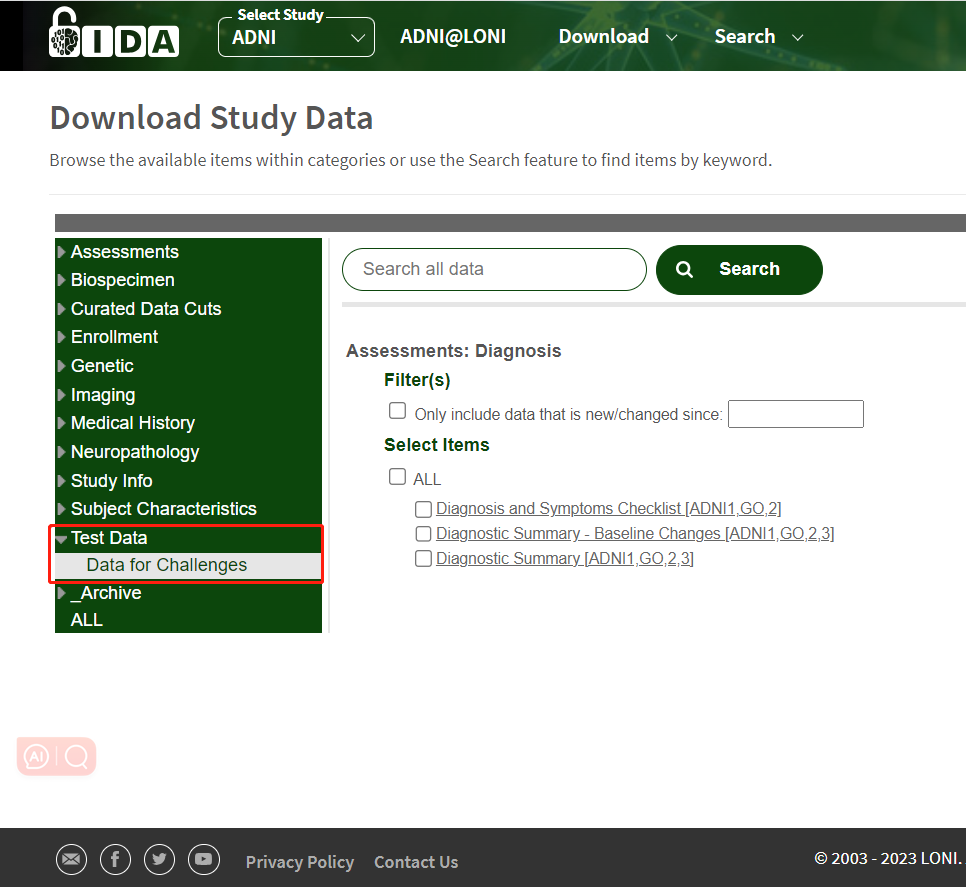 Select Study
IDA
ADNI
ADNI@LONI
Download
Search
Download Study Data
Browse the available items within categories or use the Search feature to find items by keyword.
Assessments
Biospecimen
Curated Data Cuts
Enrollment
Genetic
Imaging
Medical History
Neuropathology
Study Info
Subject Characteristics
Test Data
Data for Challenges
_Archive
ALL
Search all data
Search
Assessments: Diagnosis
Filter(s)
Only include data that is new/changed since:
Select Items
ALL
Diagnosis and Symptoms Checklist [ADNI1,GO,2]
Diagnostic Summary - Baseline Changes [ADNI1,GO,2,3]
Diagnostic Summary [ADNI1,GO,2,3]
AI
Privacy Policy
Contact Us
© 2003 - 2023 LONI.